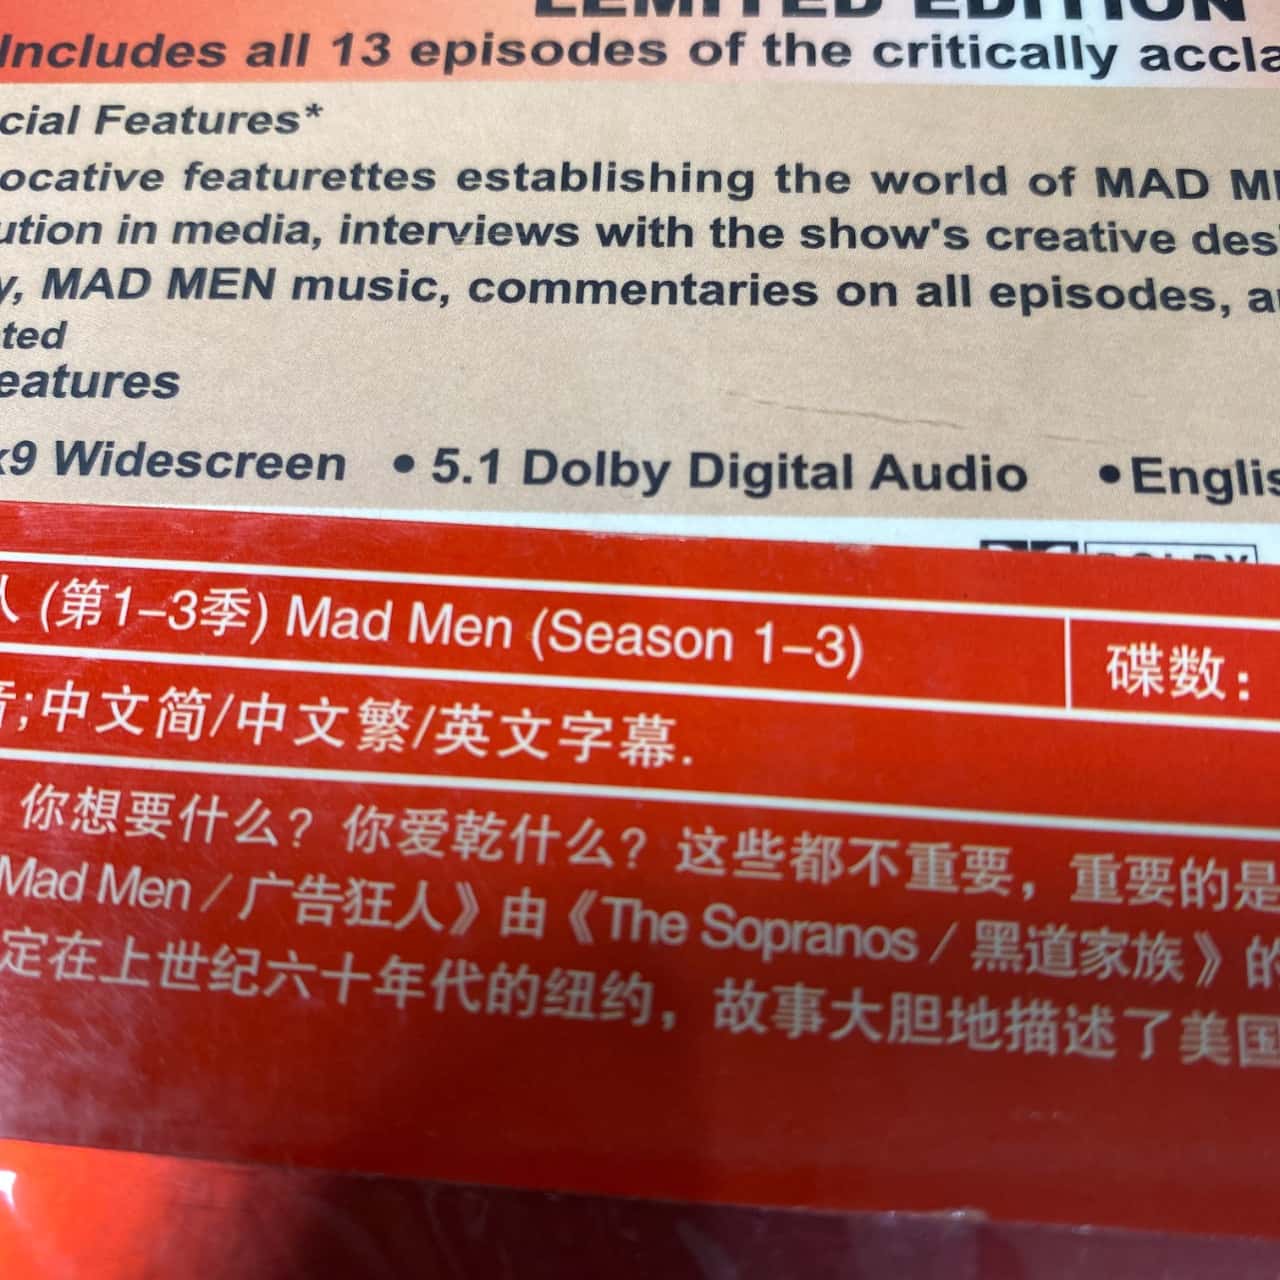 LEMITED EDITION
Includes all 13 episodes of the critically accla
cial Features*
ocative featurettes establishing the world of MAD M
ution in media, interviews with the show's creative desi
y, MAD MEN music, commentaries on all episodes, a
ted
eatures
x9 Widescreen • 5.1 Dolby Digital Audio • Englis
DOLBY
人 (第1-3季) Mad Men (Season 1-3) 碟数:
音;中文简/中文繁/英文字幕.
你想要什么? 你爱乾什么? 这些都不重要, 重要的是
Mad Men / 广告狂人》由《The Sopranos / 黑道家族》的
定在上世纪六十年代的纽约, 故事大胆地描述了美国